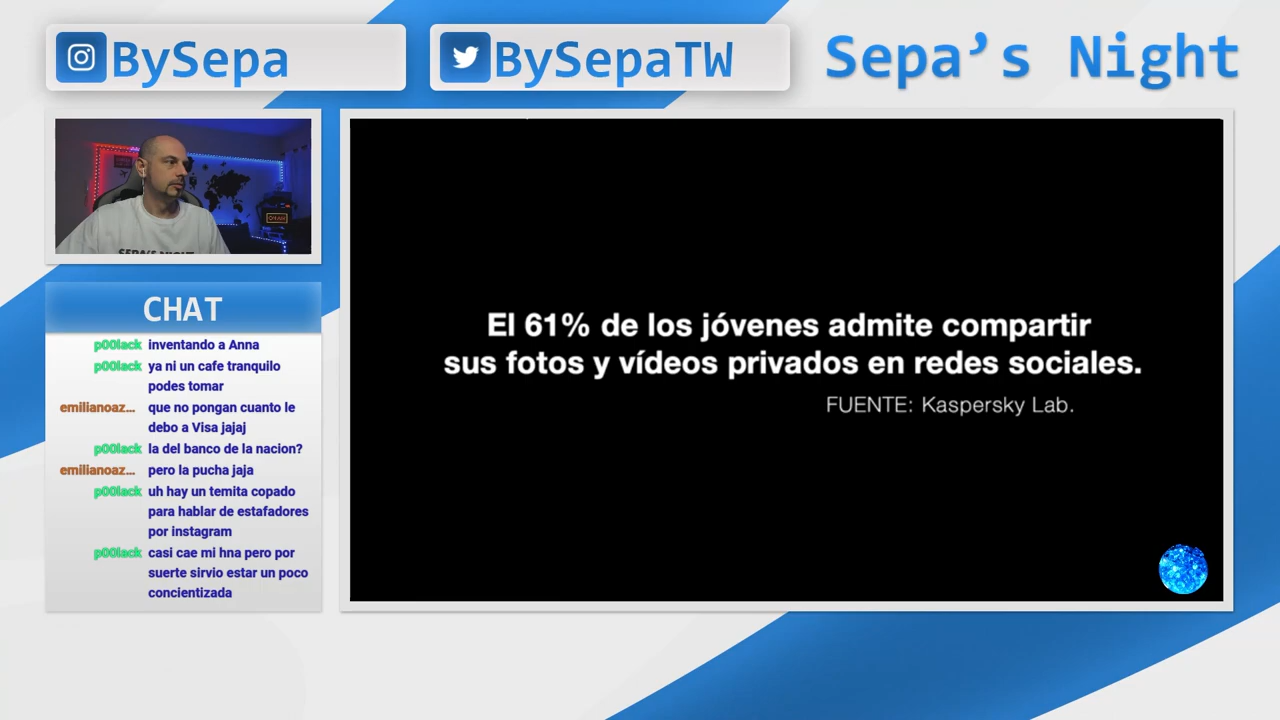 BySepa
BySepaTW
Sepa’s Night
CHAT
p00lack inventando a Anna
p00lack ya ni un cafe tranquilo
podes tomar
emilianoaz... que no pongan cuanto le
debo a Visa jajaj
p00lack la del banco de la nacion?
emilianoaz... pero la pucha jaja
p00lack uh hay un temita copado
para hablar de estafadores
por instagram
p00lack casi cae mi hna pero por
suerte sirvio estar un poco
concientizada
El 61% de los jóvenes admite compartir
sus fotos y vídeos privados en redes sociales.
FUENTE: Kaspersky Lab.